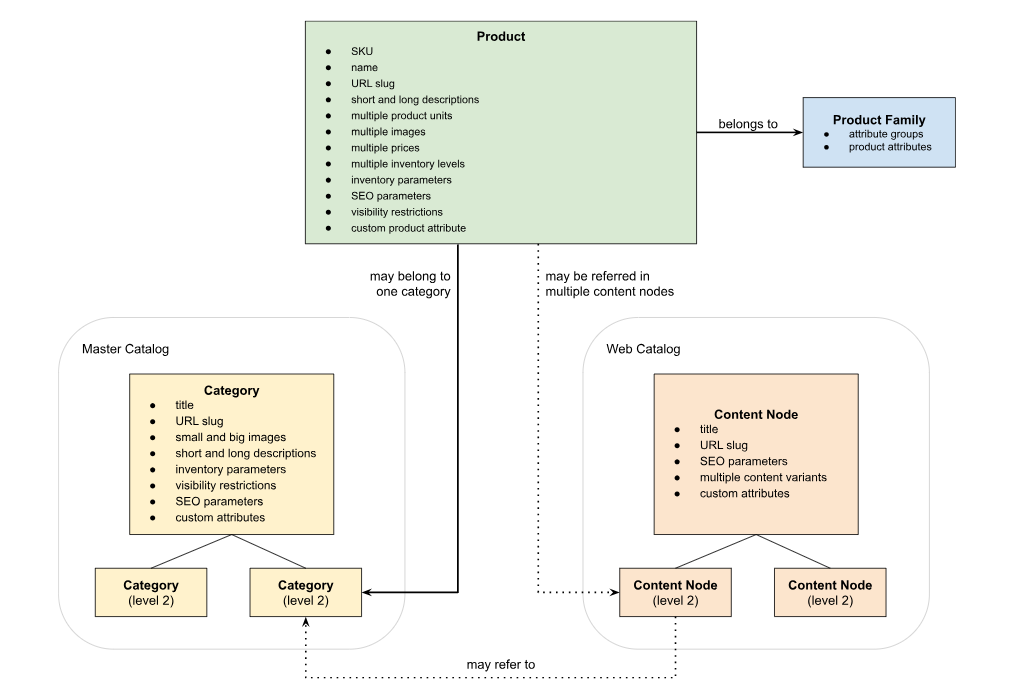 Product
● SKU
● name
● URL slug
● short and long descriptions
● multiple product units
● multiple images
● multiple prices
● multiple inventory levels
● inventory parameters
● SEO parameters
● visibility restrictions
● custom product attribute
belongs to
Product Family
● attribute groups
● product attributes
may belong to
one category
may be referred in
multiple content nodes
Master Catalog
Category
● title
● URL slug
● small and big images
● short and long descriptions
● inventory parameters
● visibility restrictions
● SEO parameters
● custom attributes
Category
(level 2)
Category
(level 2)
Web Catalog
Content Node
● title
● URL slug
● SEO parameters
● multiple content variants
● custom attributes
Content Node
(level 2)
Content Node
(level 2)
may refer to